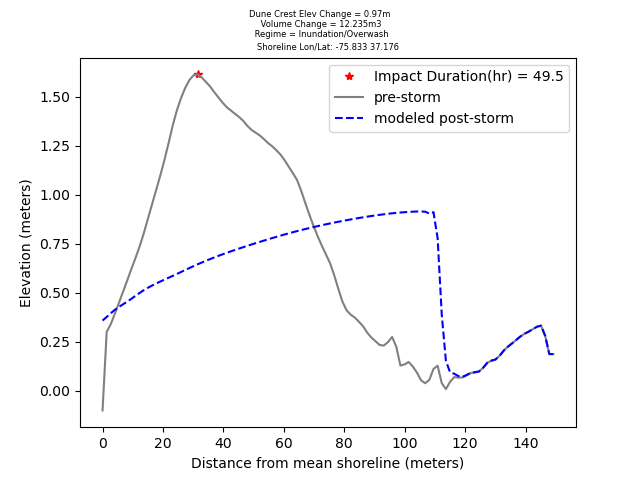 Dune Crest Elev Change = 0.97m
Volume Change = 12.235m3
Regime = Inundation/Overwash
Shoreline Lon/Lat: -75.833 37.176
Impact Duration(hr) = 49.5
pre-storm
modeled post-storm
1.50
1.25
1.00
0.75
0.50
0.25
0.00
Elevation (meters)
0 20 40 60 80 100 120 140
Distance from mean shoreline (meters)